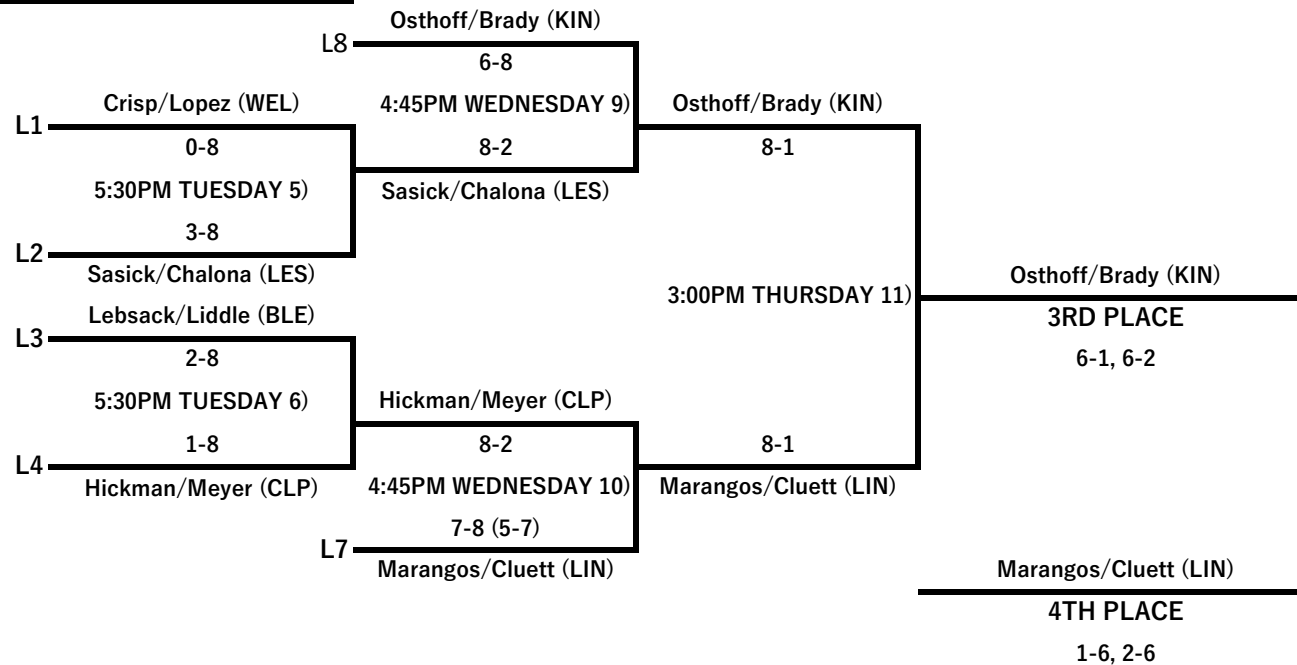 Osthoff/Brady (KIN)
L8
6-8
Crisp/Lopez (WEL)
4:45PM WEDNESDAY 9)
Osthoff/Brady (KIN)
L1
0-8
8-2
8-1
5:30PM TUESDAY 5)
Sasick/Chalona (LES)
3-8
L2
Sasick/Chalona (LES)
Osthoff/Brady (KIN)
3:00PM THURSDAY 11)
Lebsack/Liddle (BLE)
3RD PLACE
L3
2-8
6-1, 6-2
5:30PM TUESDAY 6)
Hickman/Meyer (CLP)
1-8
8-2
8-1
L4
Hickman/Meyer (CLP)
4:45PM WEDNESDAY 10)
Marangos/Cluett (LIN)
7-8 (5-7)
L7
Marangos/Cluett (LIN)
Marangos/Cluett (LIN)
4TH PLACE
1-6, 2-6